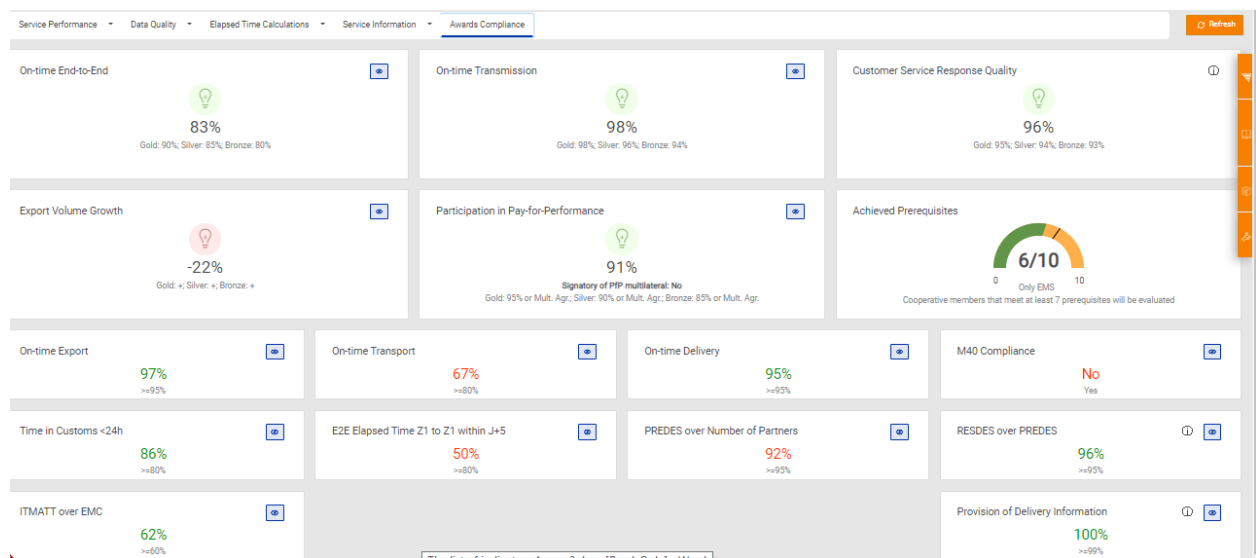 Service Performance Data Quality Elapsed Time Calculations Service Information Awards Compliance Refresh
On-time End-to-End
83%
Gold: 90%; Silver: 85%; Bronze: 80%
On-time Transmission
98%
Gold: 98%; Silver: 96%; Bronze: 94%
Customer Service Response Quality
96%
Gold: 95%; Silver: 94%; Bronze: 93%
Export Volume Growth
-22%
Gold: +; Silver: +; Bronze: +
Participation in Pay-for-Performance
91%
Signatory of PfP multilateral: No
Gold: 95% or Mult. Agr.; Silver: 90% or Mult. Agr.; Bronze: 85% or Mult. Agr.
Achieved Prerequisites
6/10
0 10
Only EMS
Cooperative members that meet at least 7 prerequisites will be evaluated
On-time Export
97%
>=95%
On-time Transport
67%
>=80%
On-time Delivery
95%
>=95%
M40 Compliance
No
Yes
Time in Customs <24h
86%
>=80%
E2E Elapsed Time Z1 to Z1 within J+5
50%
>=80%
PREDES over Number of Partners
92%
>=95%
RESDES over PREDES
96%
>=95%
ITMATT over EMC
62%
>=60%
Provision of Delivery Information
100%
>=99%